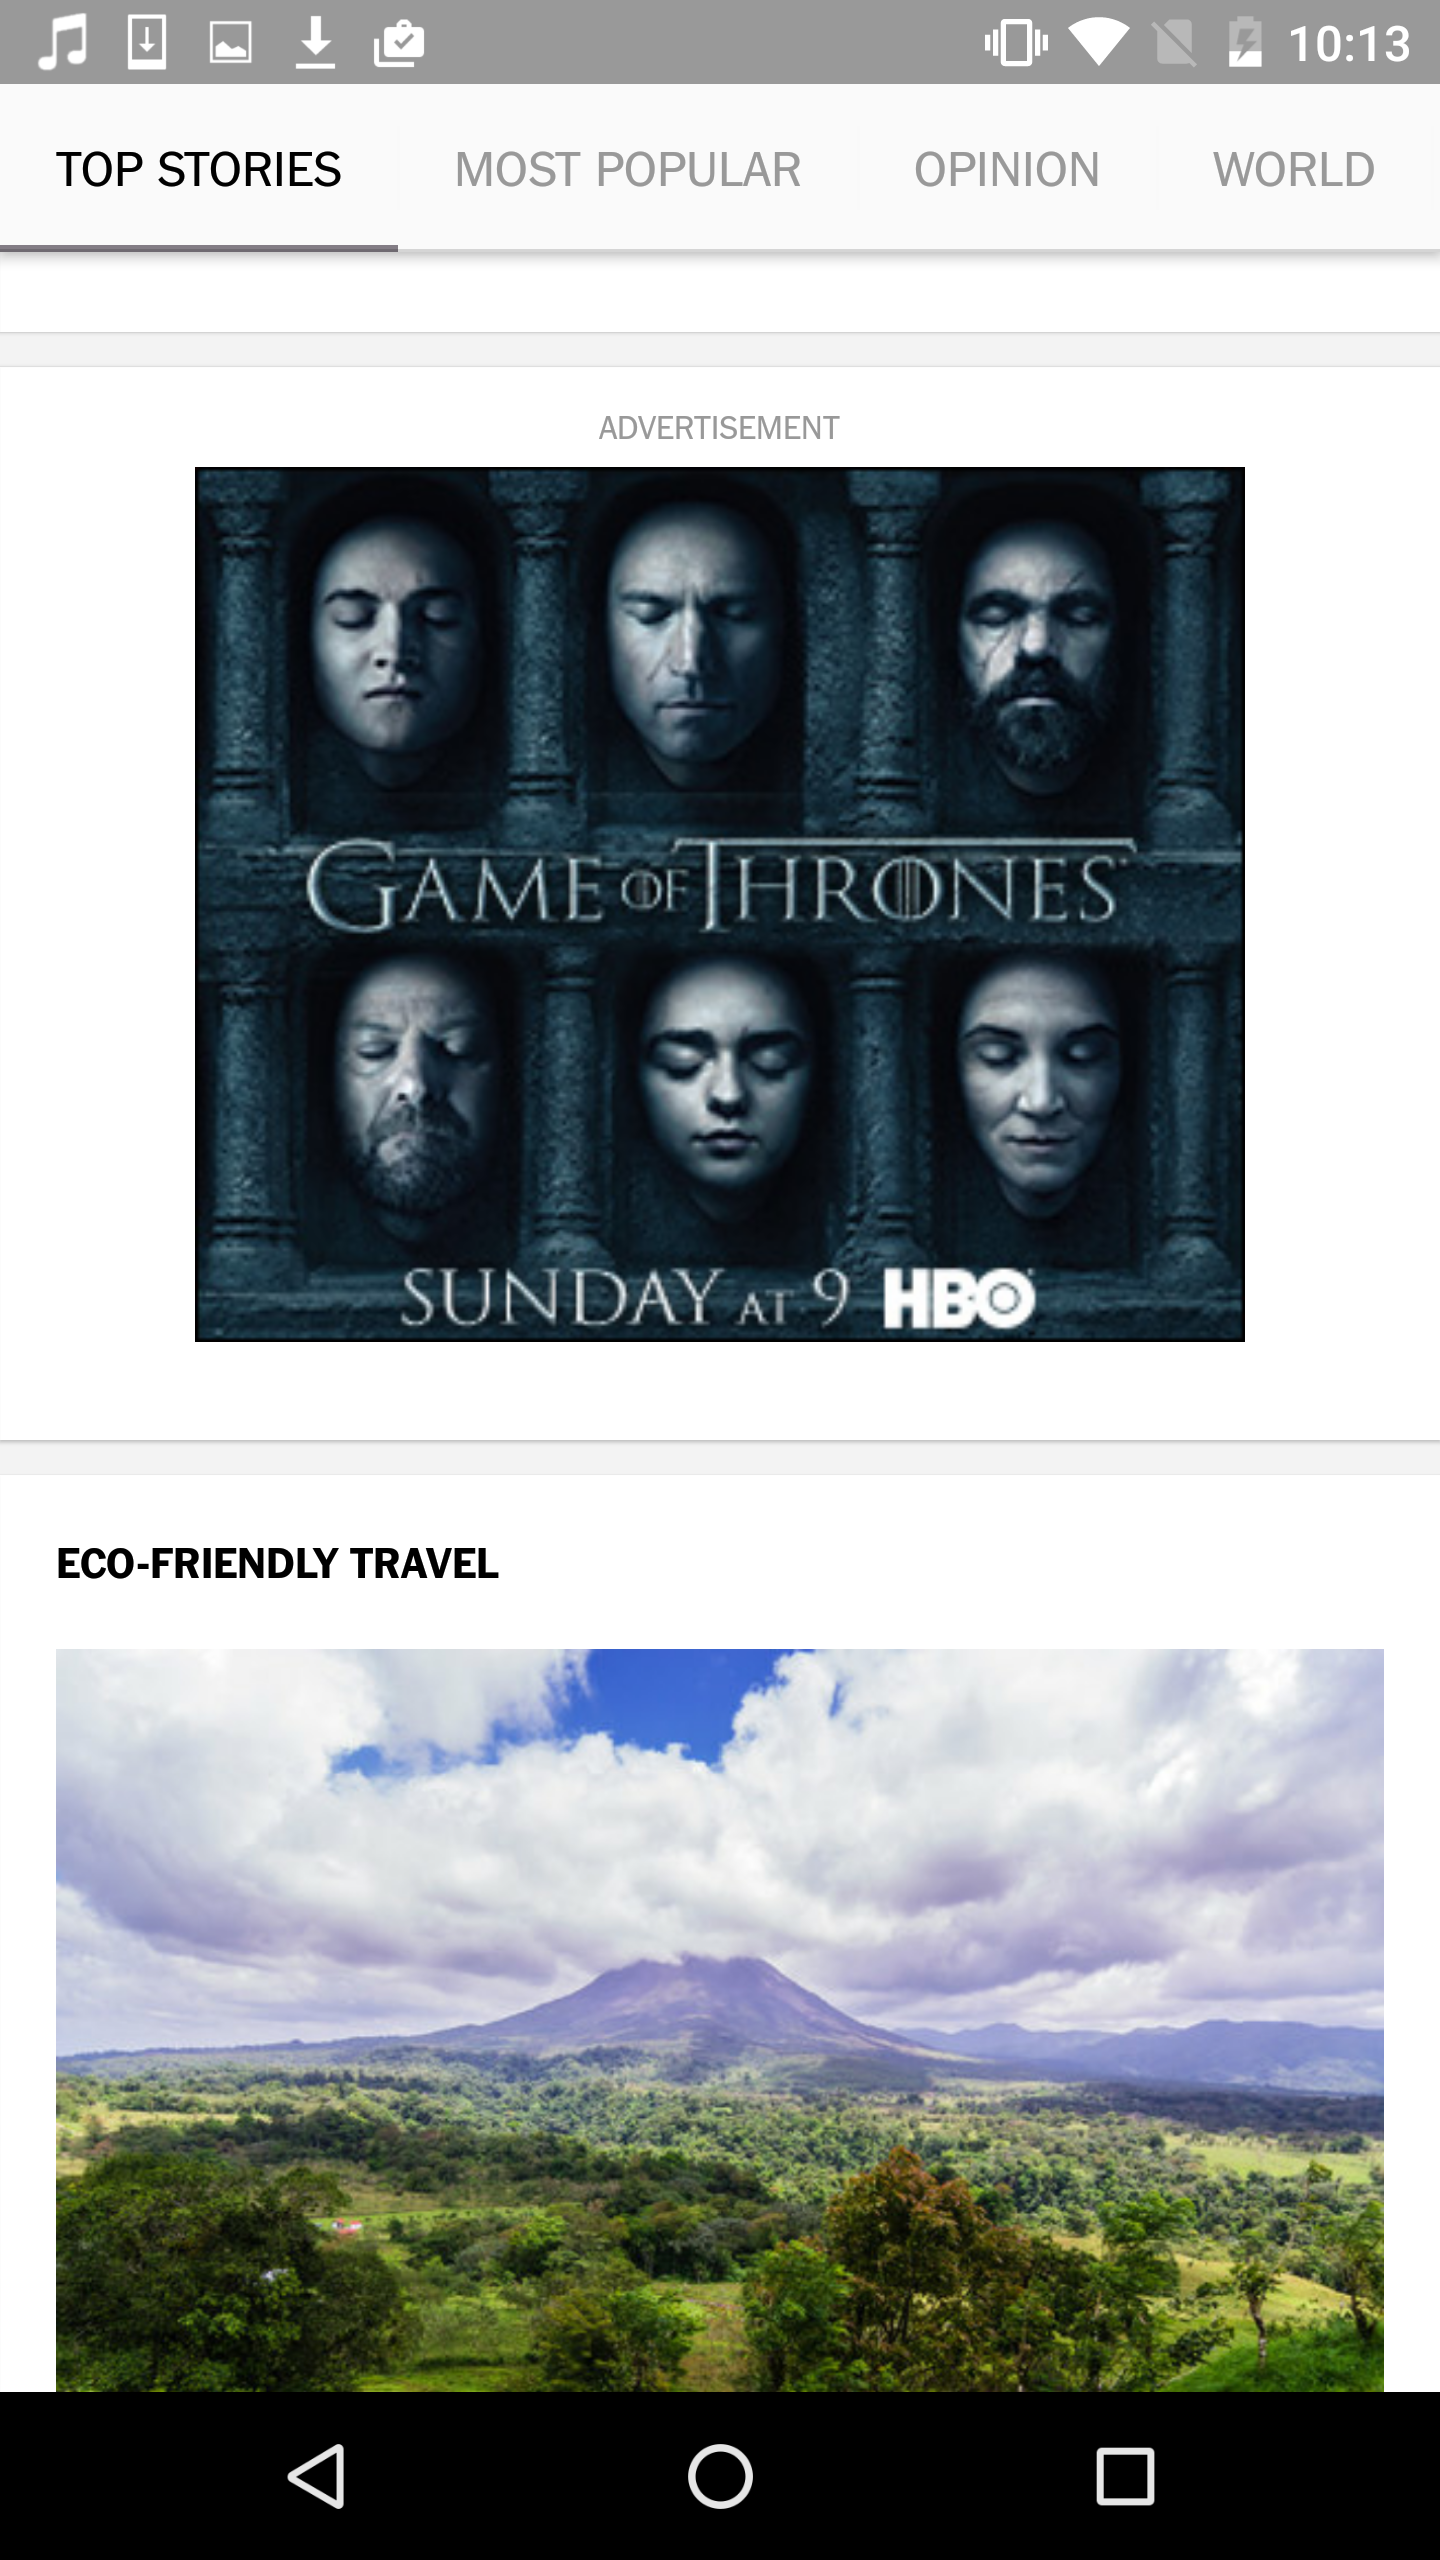 10:13
TOP STORIES MOST POPULAR OPINION WORLD
ADVERTISEMENT
GAME OF THRONES
SUNDAY AT 9 HBO
ECO-FRIENDLY TRAVEL